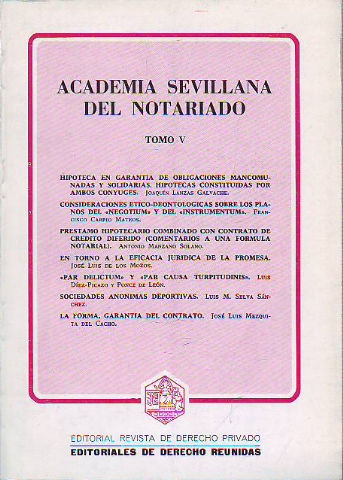 ACADEMIA SEVILLANA
DEL NOTARIADO
TOMO V
HIPOTECA EN GARANTIA DE OBLIGACIONES MANCOMU-
NADAS Y SOLIDARIAS. HIPOTECAS CONSTITUIDAS POR
AMBOS CONYUGES. JOAQUÍN LANZAS GALVACHE.
CONSIDERACIONES ETICO-DEONTOLOGICAS SOBRE LOS PLA-
NOS DEL «NEGOTIUM» Y DEL «INSTRUMENTUM». FRAN-
CISCO CARPIO MATEOS.
PRESTAMO HIPOTECARIO COMBINADO CON CONTRATO DE
CREDITO DIFERIDO (COMENTARIOS A UNA FORMULA
NOTARIAL). ANTONIO MANZANO SOLANO.
EN TORNO A LA EFICACIA JURIDICA DE LA PROMESA.
JOSÉ LUIS DE LOS MOZOS.
«PAR DELICTUM» Y «PAR CAUSA TURPITUDINIS». LUIS
DÍEZ-PICAZO Y PONCE DE LEÓN.
SOCIEDADES ANONIMAS DEPORTIVAS. LUIS M. SELVA SÁN-
CHEZ.
LA FORMA, GARANTIA DEL CONTRATO. JOSÉ LUIS MEZQUI-
TA DEL CACHO.
EDITORIAL REVISTA DE DERECHO PRIVADO
EDITORIALES DE DERECHO REUNIDAS